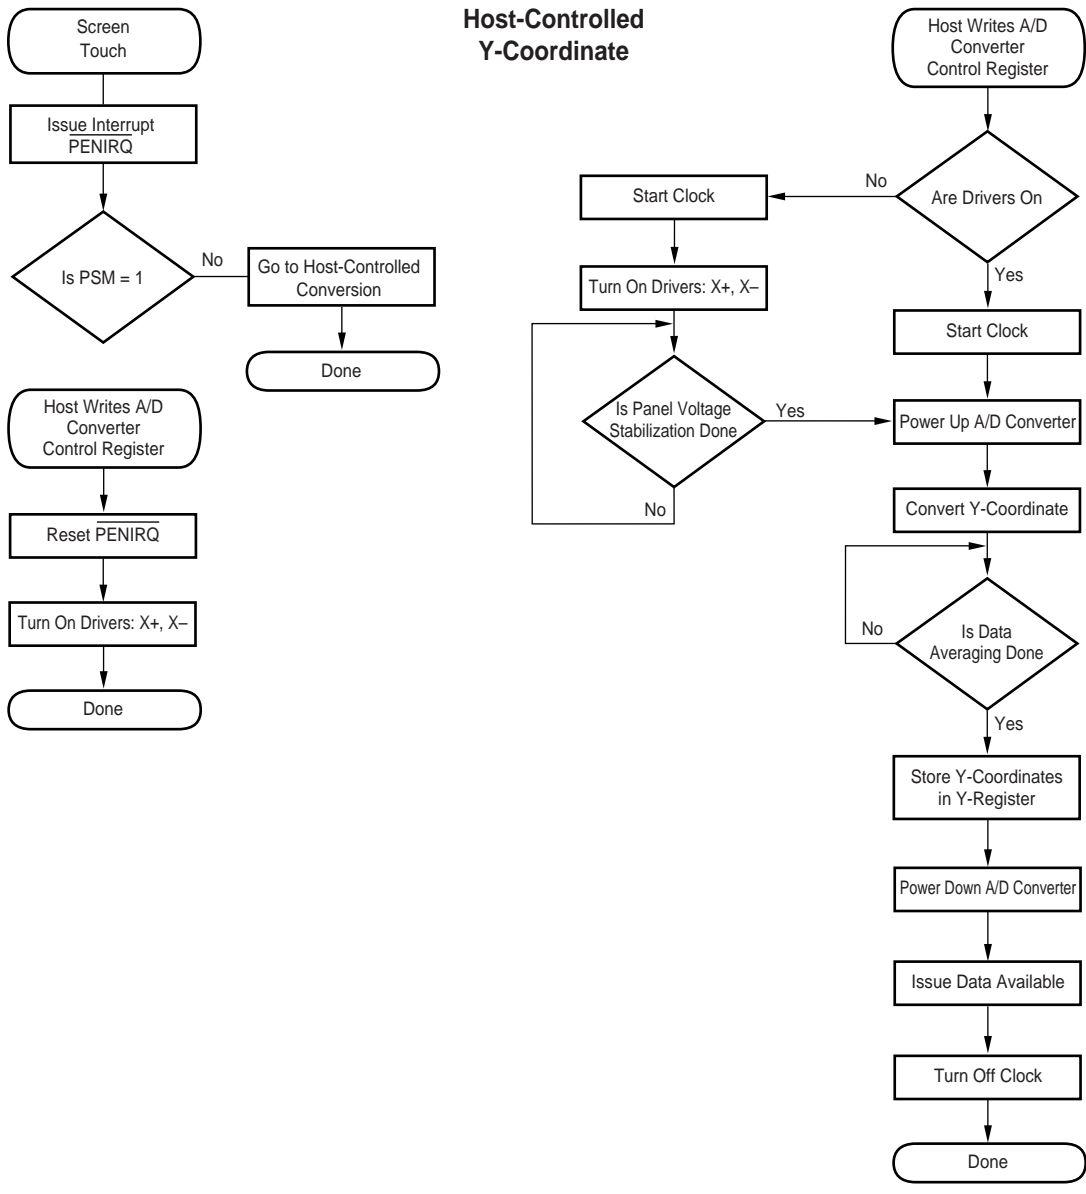 Host-Controlled
Y-Coordinate
Screen
Touch
Issue Interrupt
PENIRQ
Is PSM = 1
No
Go to Host-Controlled
Conversion
Done
Host Writes A/D
Converter
Control Register
Reset PENIRQ
Turn On Drivers: X+, X–
Done
Host Writes A/D
Converter
Control Register
Are Drivers On
No
Start Clock
Turn On Drivers: X+, X–
Is Panel Voltage
Stabilization Done
Yes
No
Yes
Start Clock
Power Up A/D Converter
Convert Y-Coordinate
Is Data
Averaging Done
No
Yes
Store Y-Coordinates
in Y-Register
Power Down A/D Converter
Issue Data Available
Turn Off Clock
Done